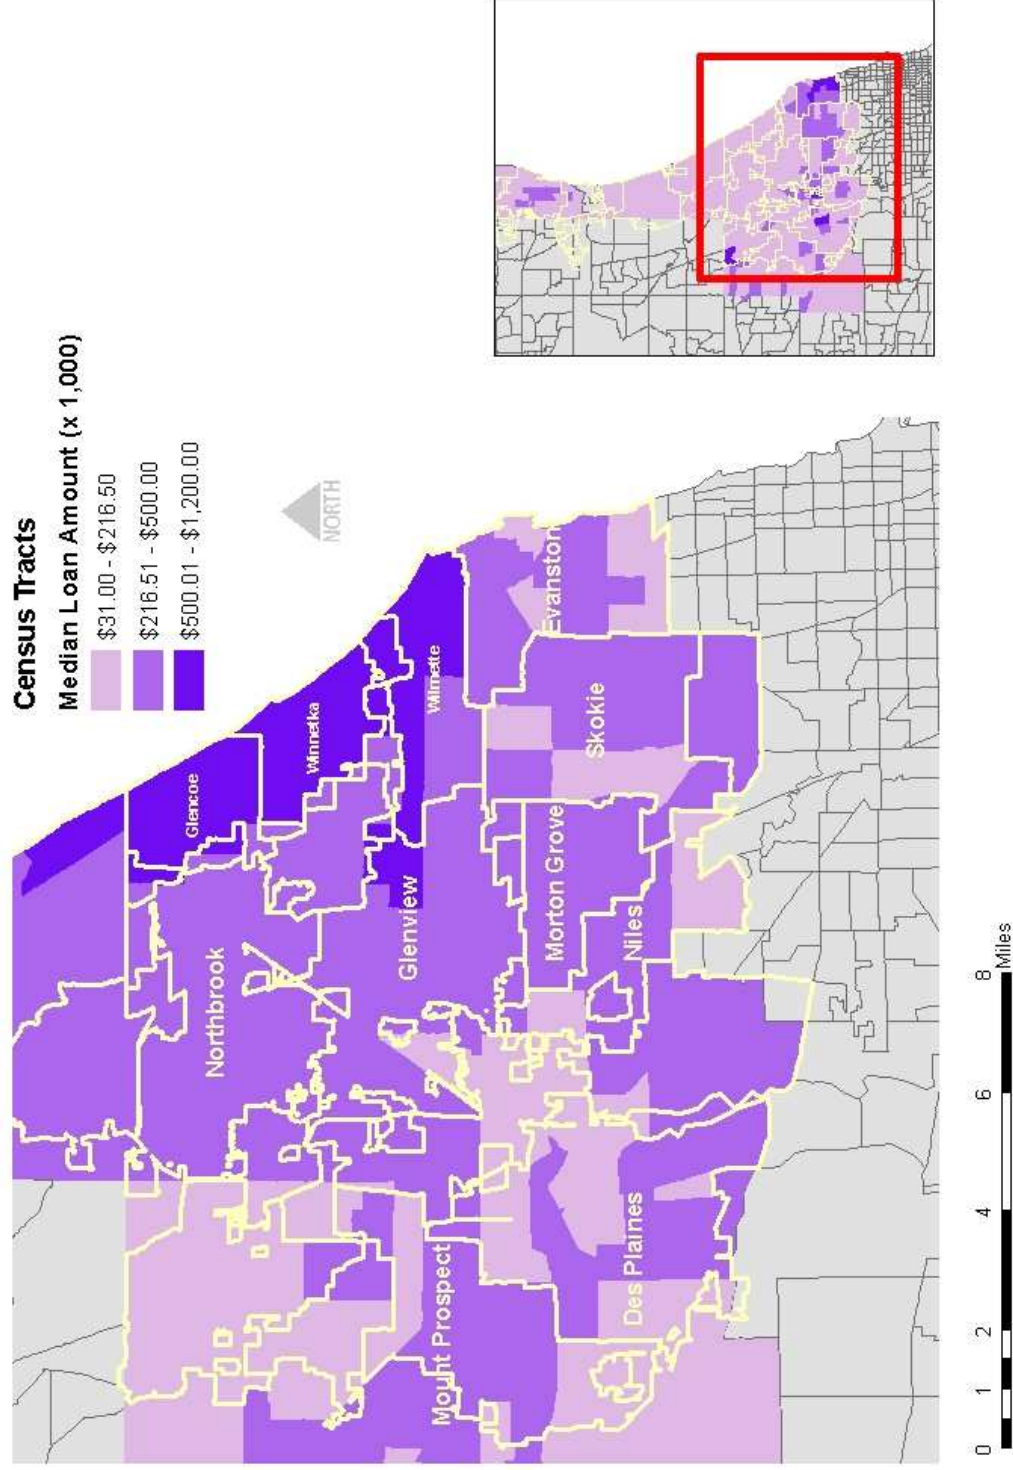 Census Tracts
Median Loan Amount (x 1,000)
$31.00 - $216.50
$216.51 - $500.00
$500.01 - $1,200.00
NORTH
Glencoe
Winnetka
Wilmette
Northbrook
Glenview
Evanston
Skokie
Morton Grove
Niles
Mount Prospect
Des Plaines
0 1 2 4 6 8
Miles